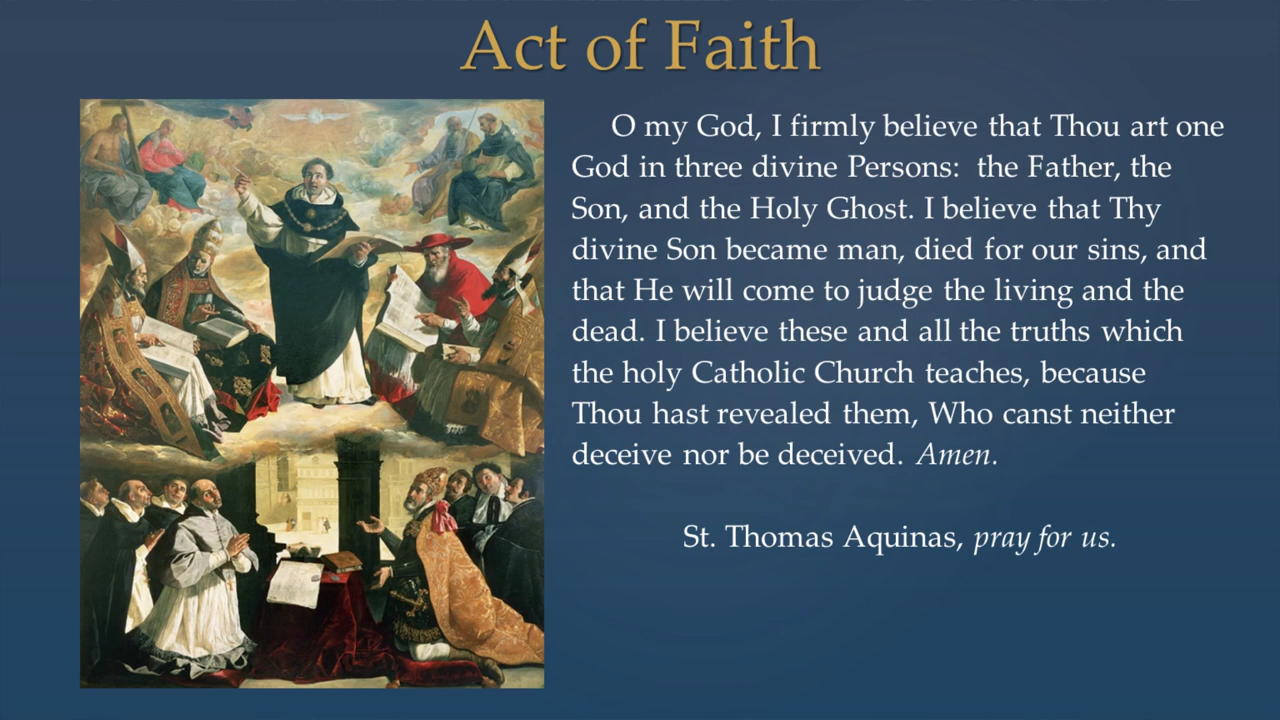 Act of Faith
O my God, I firmly believe that Thou art one
God in three divine Persons:  the Father, the
Son, and the Holy Ghost. I believe that Thy
divine Son became man, died for our sins, and
that He will come to judge the living and the
dead. I believe these and all the truths which
the holy Catholic Church teaches, because
Thou hast revealed them, Who canst neither
deceive nor be deceived. Amen.
St. Thomas Aquinas, pray for us.